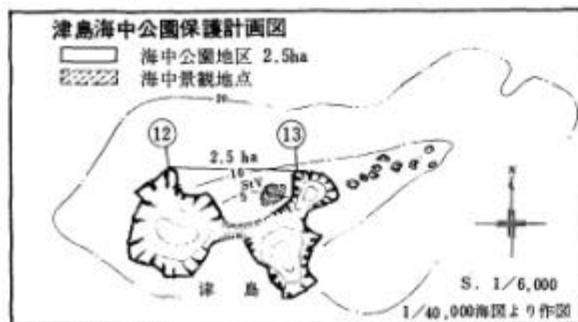 津島海中公園保護計画図
海中公園地区 2.5ha
海中景観地点
20
12 13
2.5 ha
10
StV
5
N
津島
S. 1/6,000
1/40,000海図より作図